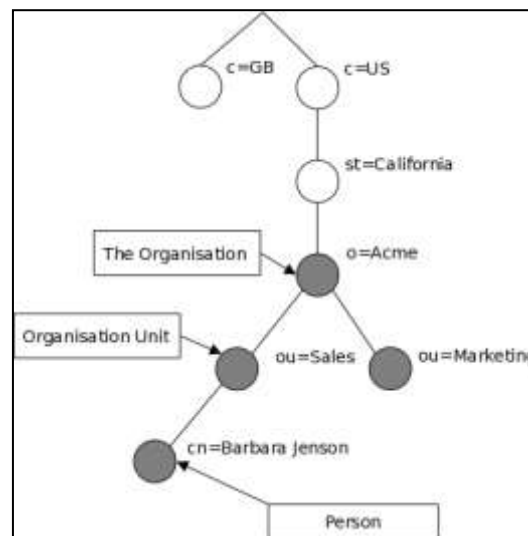 c=GB
c=US
st=California
The Organisation
o=Acme
Organisation Unit
ou=Sales
ou=Marketing
cn=Barbara Jenson
Person